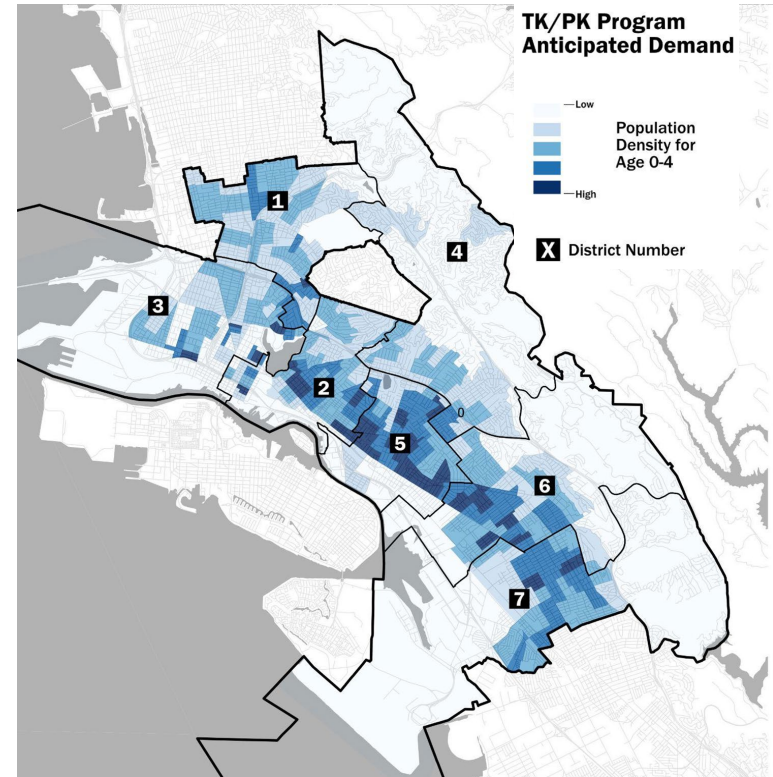 TK/PK Program
Anticipated Demand
Low
Population
Density for
Age 0-4
High
X District Number
1
4
3
2
0
5
6
7